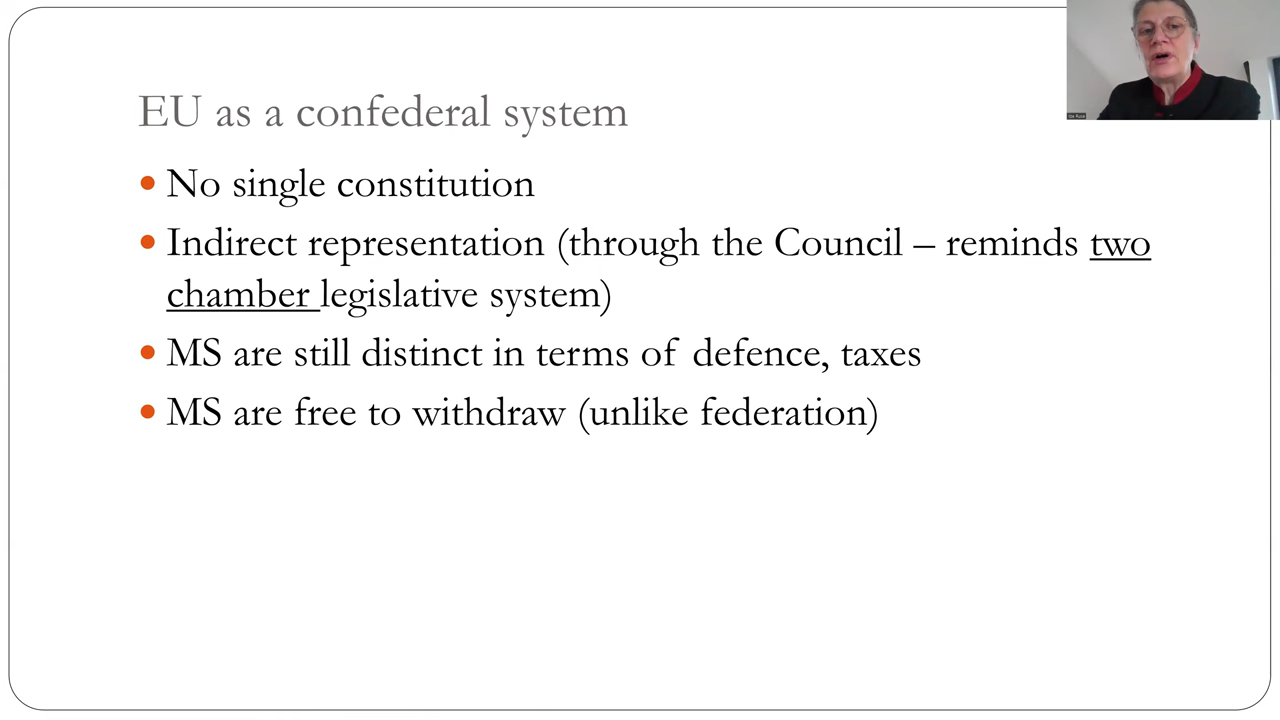 EU as a confederal system
No single constitution
Indirect representation (through the Council – reminds two
chamber legislative system)
MS are still distinct in terms of defence, taxes
MS are free to withdraw (unlike federation)